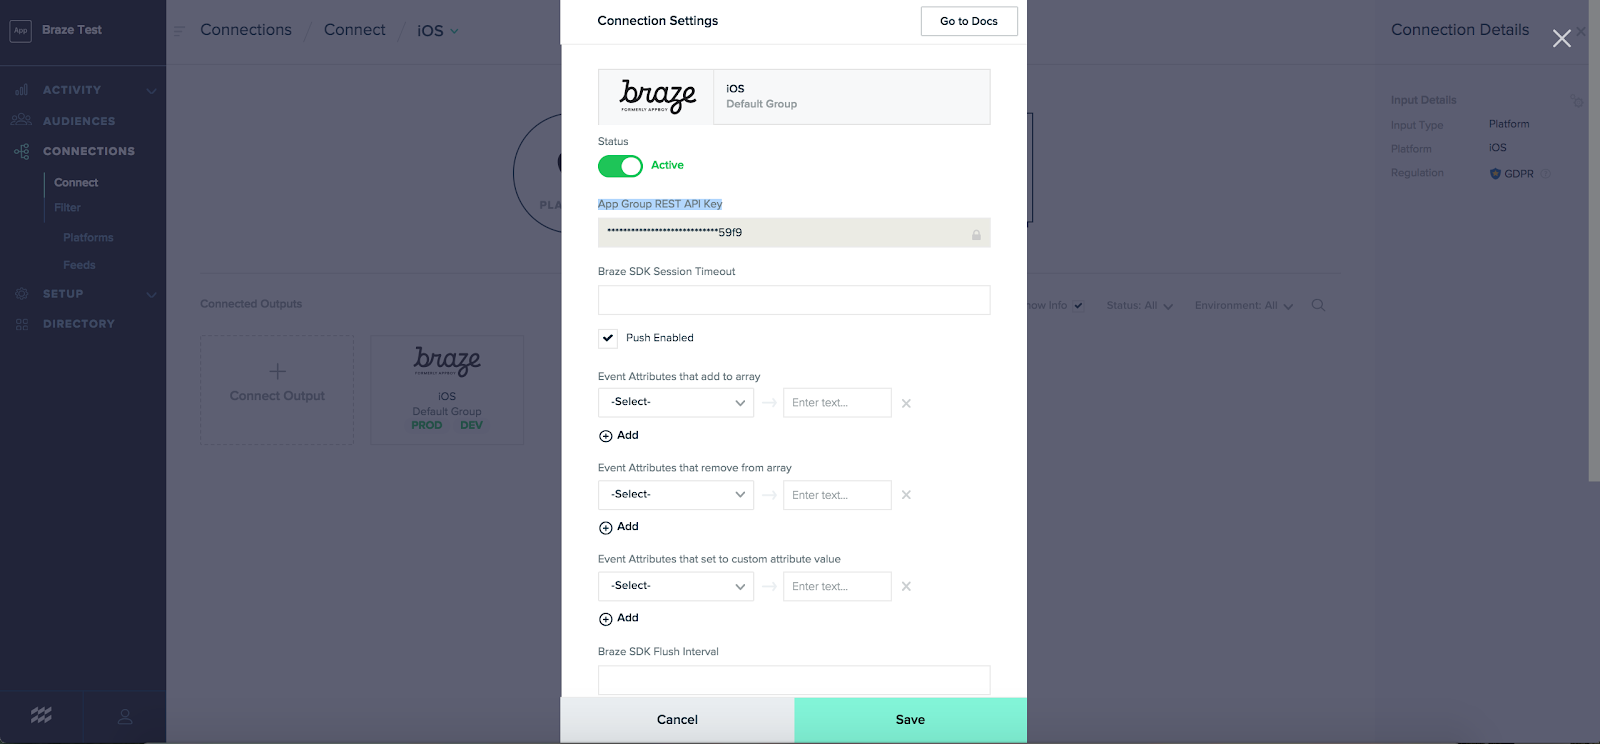 App
Braze Test
ACTIVITY
AUDIENCES
CONNECTIONS
Connect
Filter
Platforms
Feeds
SETUP
DIRECTORY
Connections / Connect / iOS
PLA
Connected Outputs
Connect Output
braze
FORMERLY APPBOY
iOS
Default Group
PROD DEV
Connection Settings
Go to Docs
braze
FORMERLY APPBOY
iOS
Default Group
Status
Active
App Group REST API Key
****************************59f9
Braze SDK Session Timeout
Push Enabled
Event Attributes that add to array
-Select- → Enter text...
Add
Event Attributes that remove from array
-Select- → Enter text...
Add
Event Attributes that set to custom attribute value
-Select- → Enter text...
Add
Braze SDK Flush Interval
Cancel
Save
how info
Status: All
Environment: All
Connection Details
Input Details
Input Type Platform
Platform iOS
Regulation GDPR